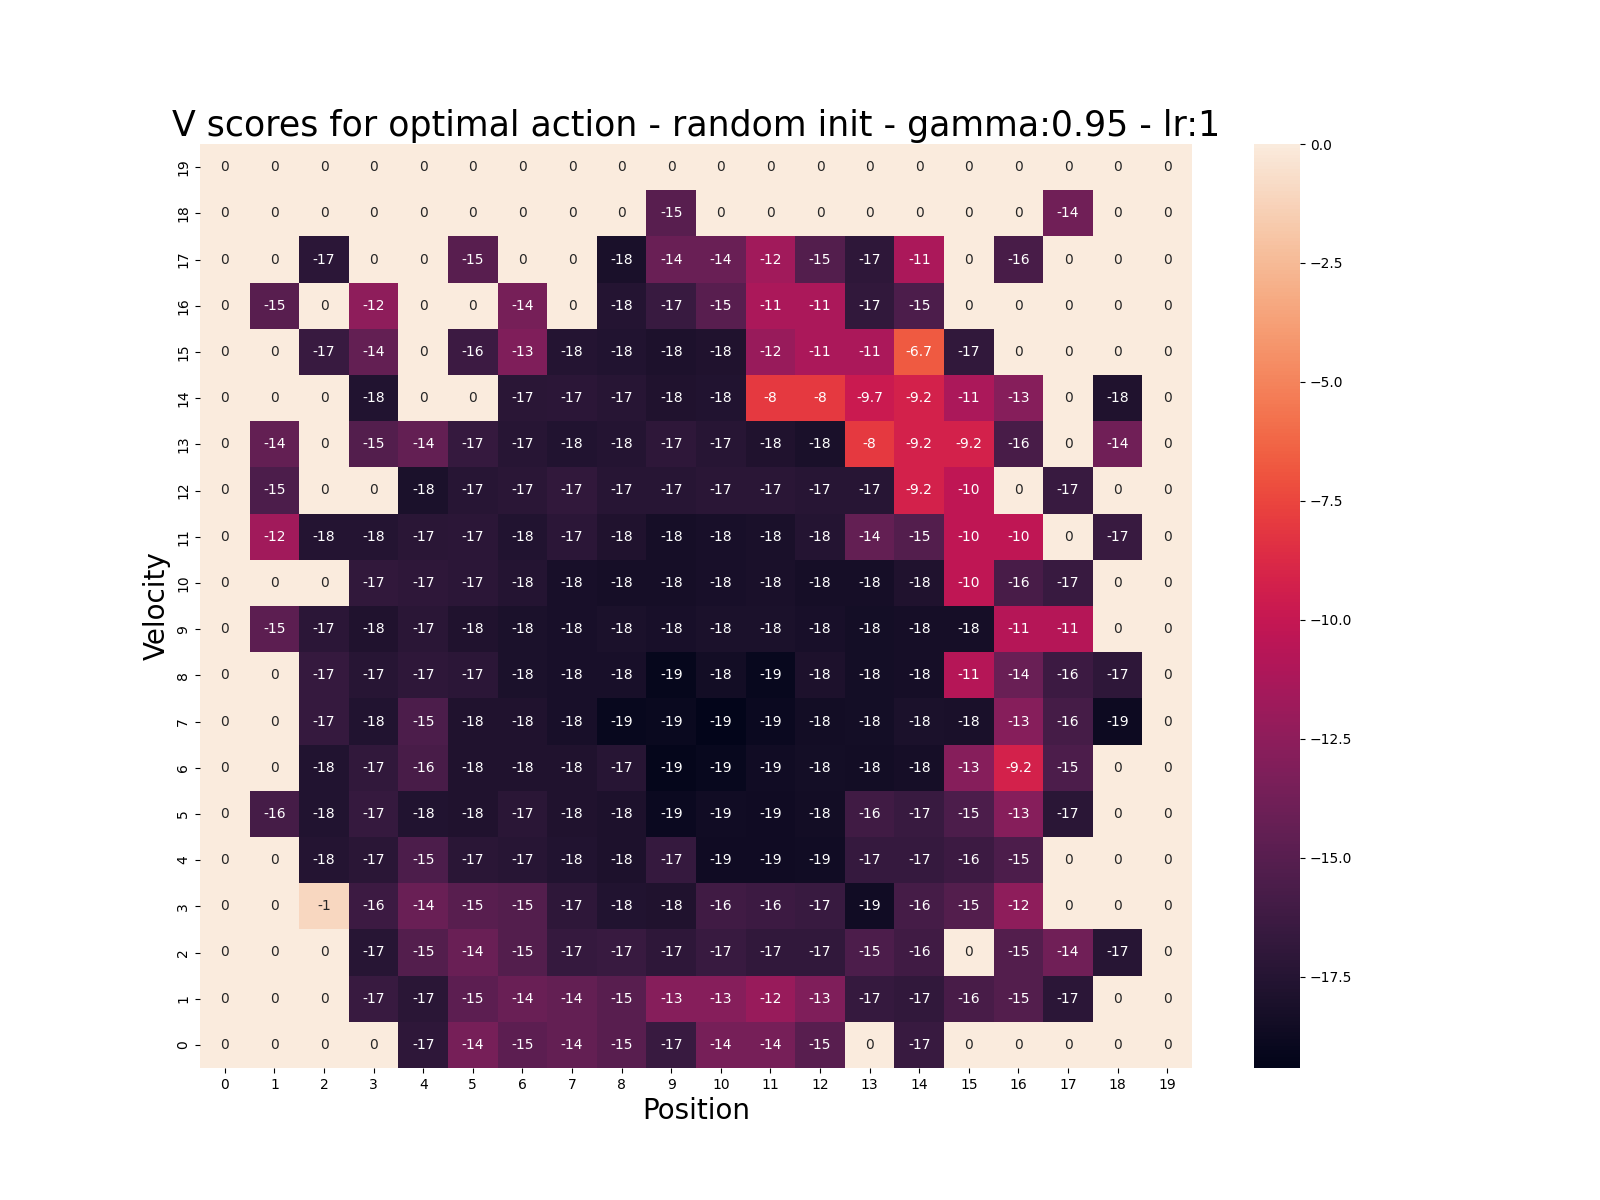 V scores for optimal action - random init - gamma:0.95 - lr:1
19 0 0 0 0 0 0 0 0 0 0 0 0 0 0 0 0 0 0 0 0 0.0
18 0 0 0 0 0 0 0 0 0 -15 0 0 0 0 0 0 0 -14 0 0
17 0 0 -17 0 0 -15 0 0 -18 -14 -14 -12 -15 -17 -11 0 -16 0 0 0 −2.5
16 0 -15 0 -12 0 0 -14 0 -18 -17 -15 -11 -11 -17 -15 0 0 0 0 0
15 0 0 -17 -14 0 -16 -13 -18 -18 -18 -18 -12 -11 -11 -6.7 -17 0 0 0 0
14 0 0 0 -18 0 0 -17 -17 -17 -18 -18 -8 -8 -9.7 -9.2 -11 -13 0 -18 0 −5.0
13 0 -14 0 -15 -14 -17 -17 -18 -18 -17 -17 -18 -18 -8 -9.2 -9.2 -16 0 -14 0
12 0 -15 0 0 -18 -17 -17 -17 -17 -17 -17 -17 -17 -17 -9.2 -10 0 -17 0 0 −7.5
11 0 -12 -18 -18 -17 -17 -18 -17 -18 -18 -18 -18 -18 -14 -15 -10 -10 0 -17 0
10 0 0 0 -17 -17 -17 -18 -18 -18 -18 -18 -18 -18 -18 -18 -10 -16 -17 0 0
9 0 -15 -17 -18 -17 -18 -18 -18 -18 -18 -18 -18 -18 -18 -18 -18 -11 -11 0 0 −10.0
8 0 0 -17 -17 -17 -17 -18 -18 -18 -19 -18 -19 -18 -18 -18 -11 -14 -16 -17 0
7 0 0 -17 -18 -15 -18 -18 -18 -19 -19 -19 -19 -18 -18 -18 -18 -13 -16 -19 0
6 0 0 -18 -17 -16 -18 -18 -18 -17 -19 -19 -19 -18 -18 -18 -13 -9.2 -15 0 0 −12.5
5 0 -16 -18 -17 -18 -18 -17 -18 -18 -19 -19 -19 -18 -16 -17 -15 -13 -17 0 0
4 0 0 -18 -17 -15 -17 -17 -18 -18 -17 -19 -19 -19 -17 -17 -16 -15 0 0 0 −15.0
3 0 0 -1 -16 -14 -15 -15 -17 -18 -18 -16 -16 -17 -19 -16 -15 -12 0 0 0
2 0 0 0 -17 -15 -14 -15 -17 -17 -17 -17 -17 -17 -15 -16 0 -15 -14 -17 0 −17.5
1 0 0 0 -17 -17 -15 -14 -14 -15 -13 -13 -12 -13 -17 -17 -16 -15 -17 0 0
0 0 0 0 0 -17 -14 -15 -14 -15 -17 -14 -14 -15 0 -17 0 0 0 0 0
0 1 2 3 4 5 6 7 8 9 10 11 12 13 14 15 16 17 18 19
Velocity
Position